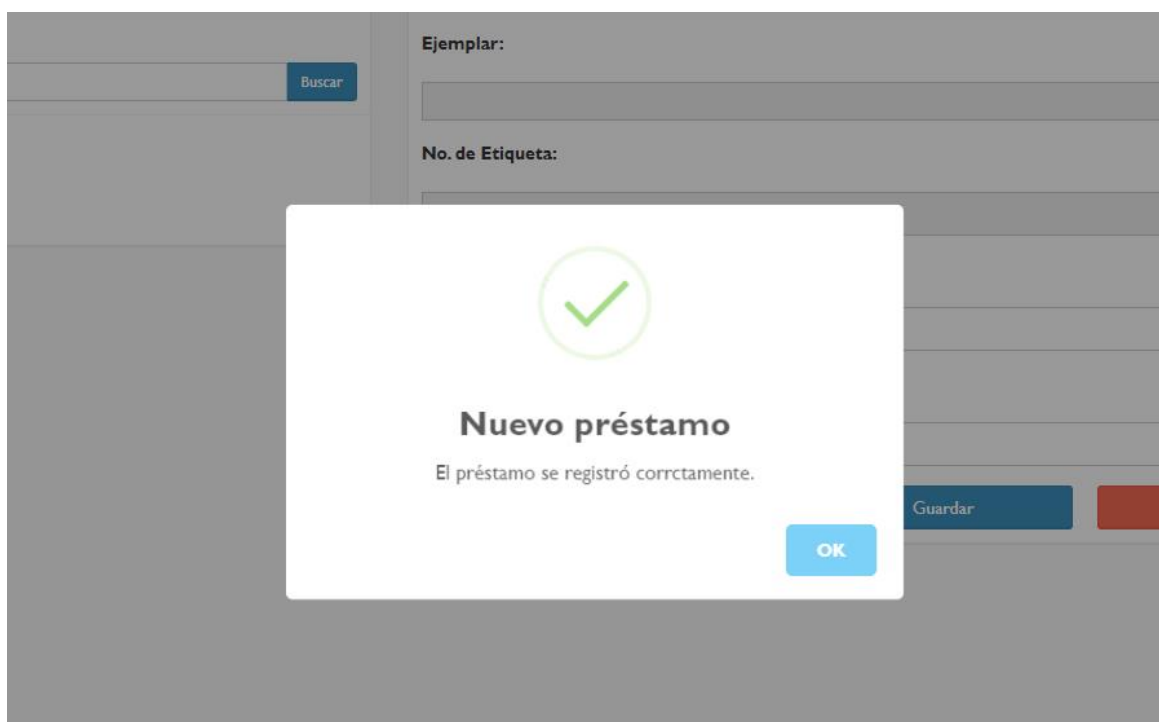 Ejemplar:
Buscar
No. de Etiqueta:
Nuevo préstamo
El préstamo se registró corrctamente.
Guardar
OK